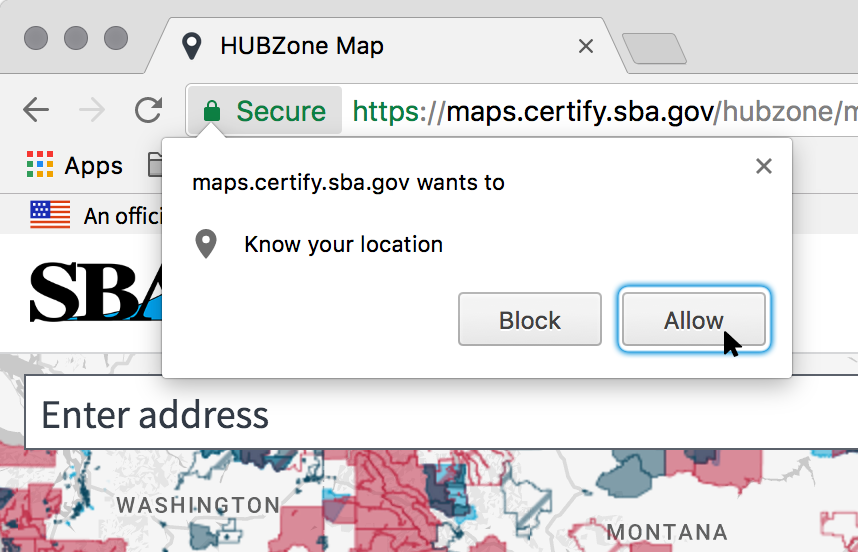 HUBZone Map
Secure https://maps.certify.sba.gov/hubzone/m
Apps
An offici
SBA
maps.certify.sba.gov wants to
Know your location
Block Allow
Enter address
WASHINGTON
MONTANA